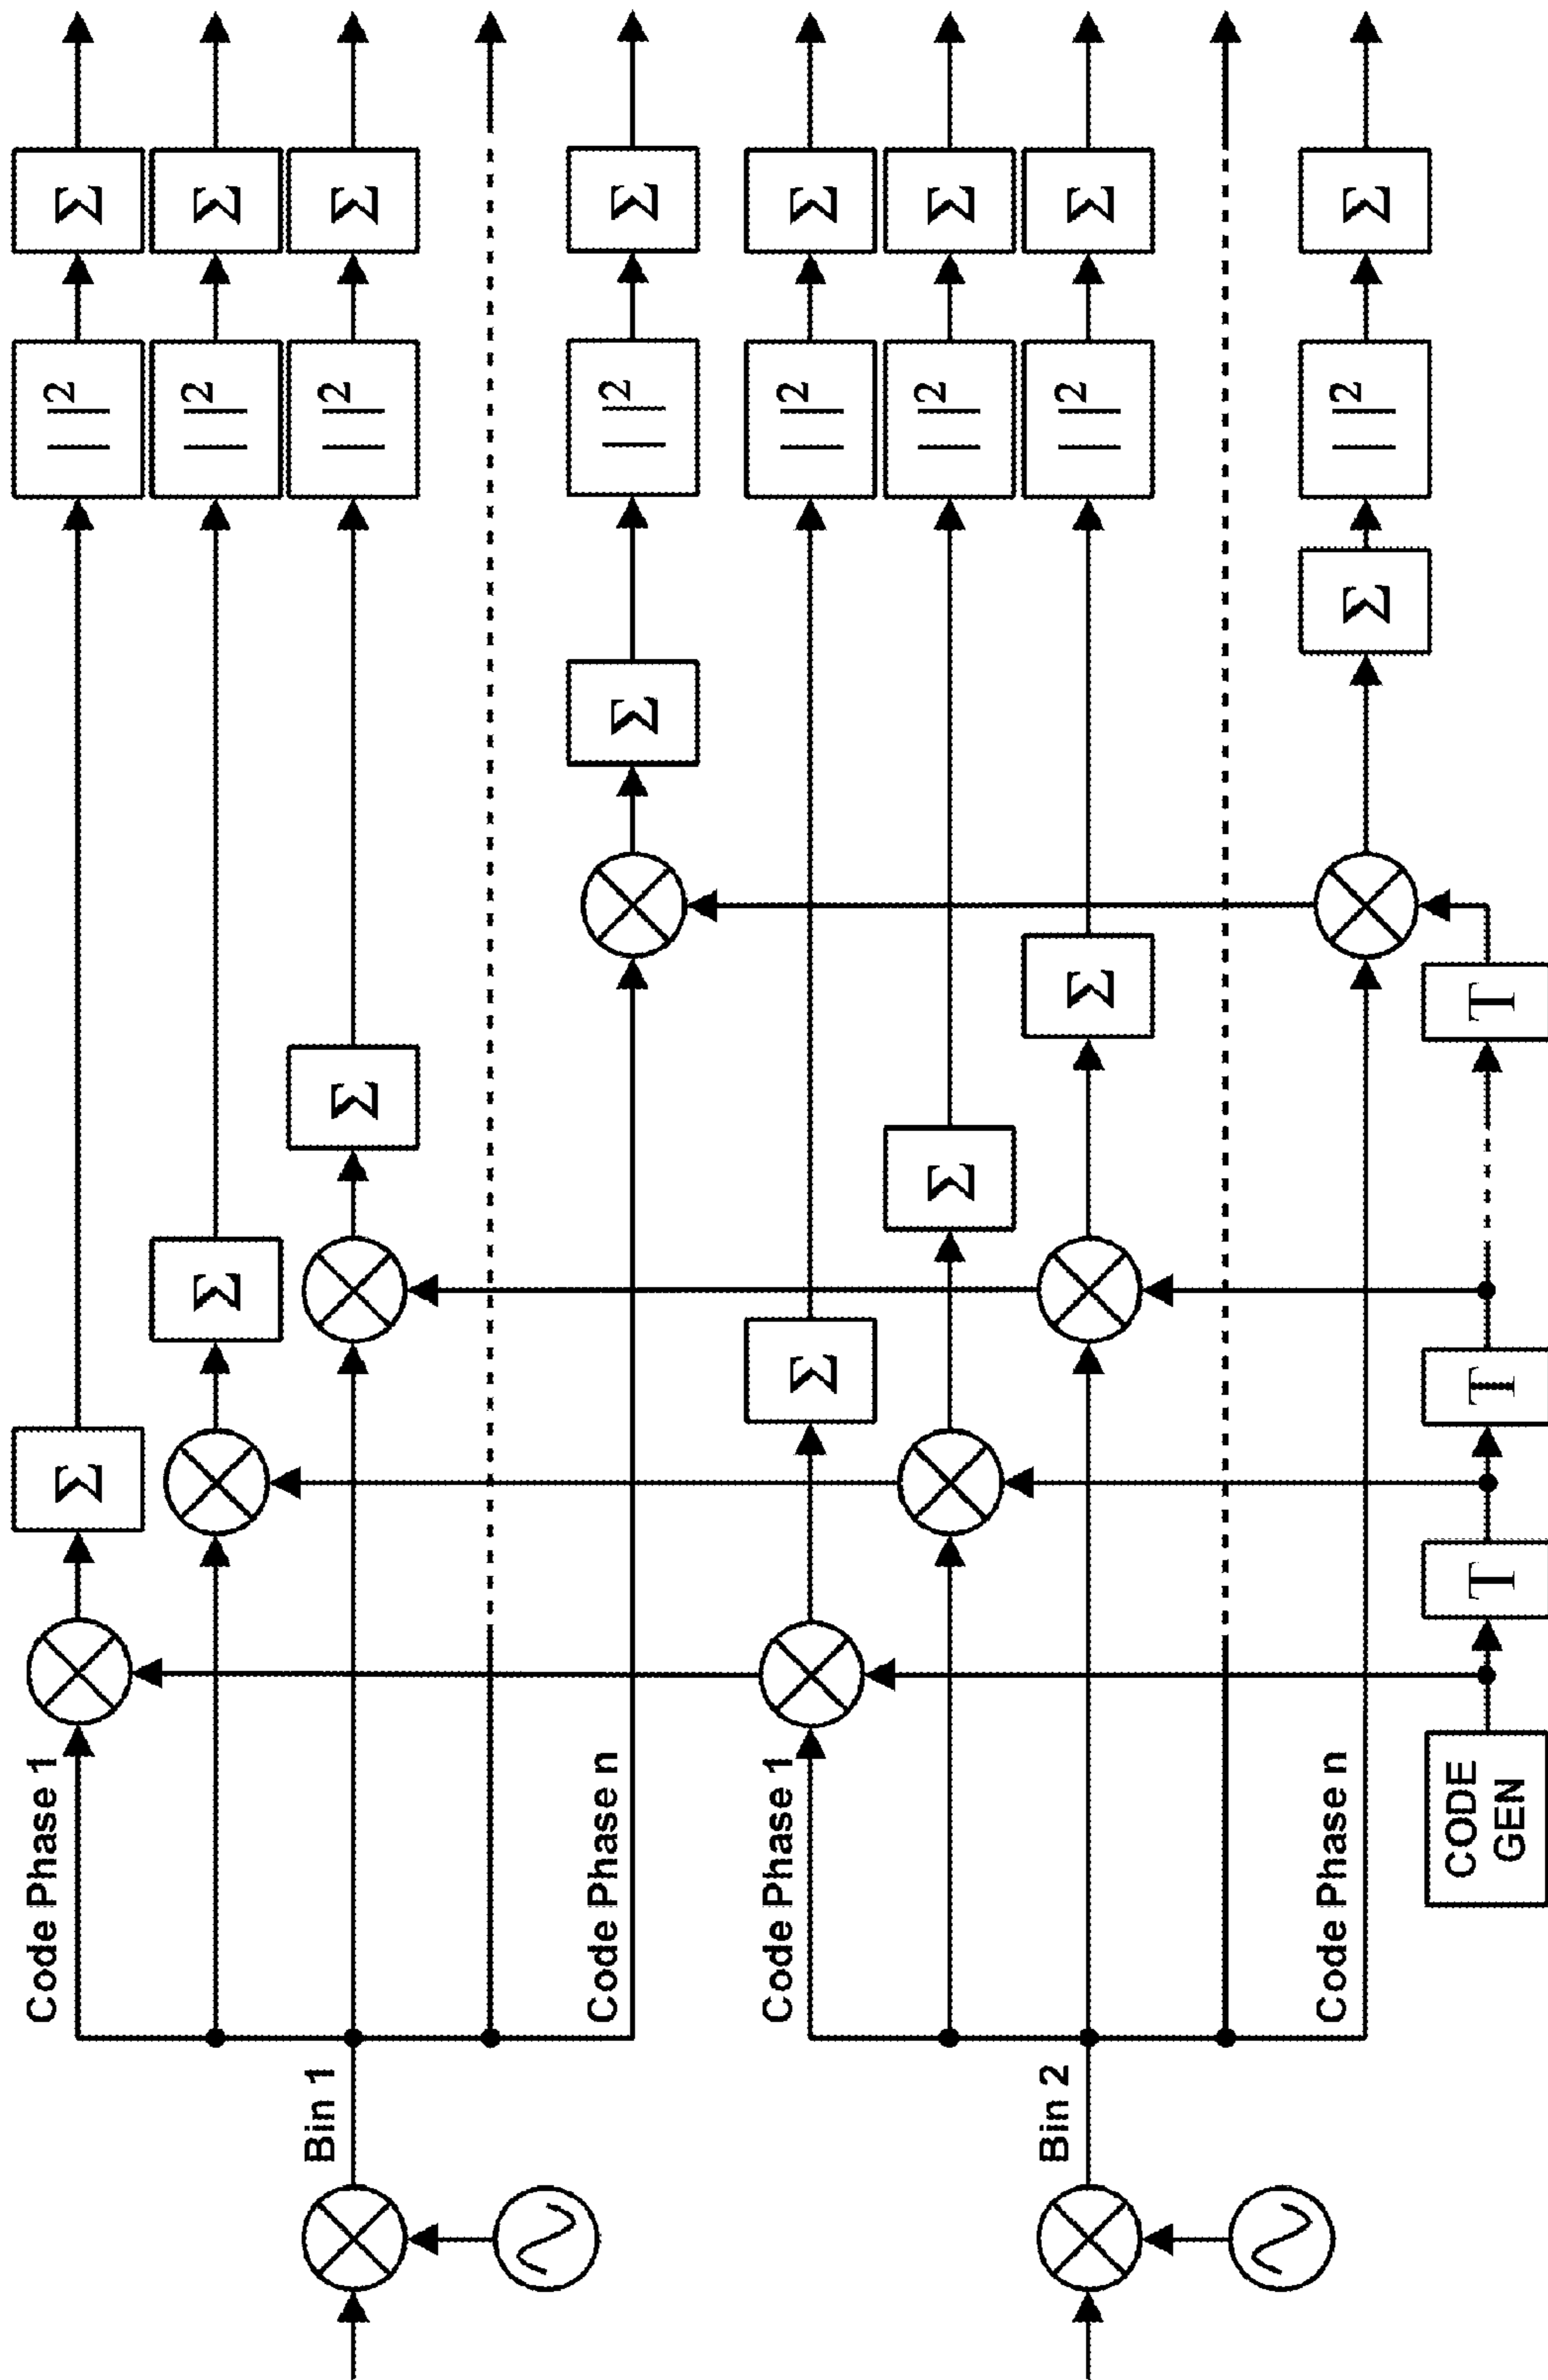 Code Phase 1
Σ | |² Σ
Σ | |² Σ
Bin 1
Σ | |² Σ
Code Phase n
Σ | |² Σ
Code Phase 1
Σ | |² Σ
Σ | |² Σ
Bin 2
Σ | |² Σ
Code Phase n
Σ | |² Σ
CODE
GEN
T T T